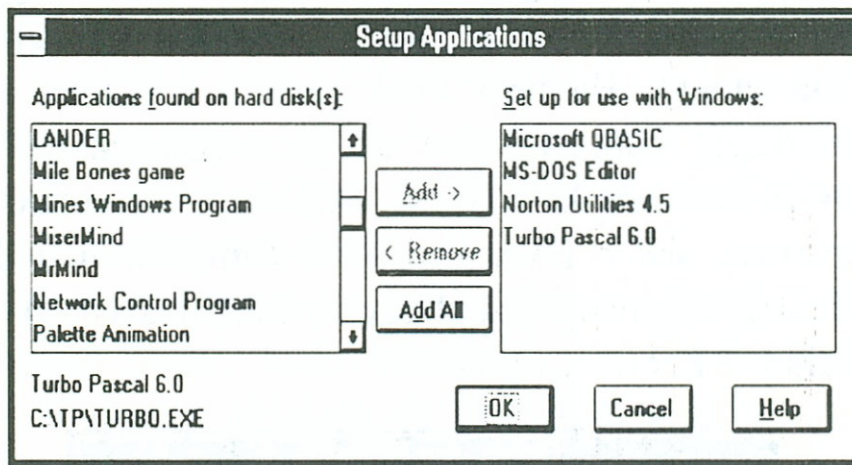 Setup Applications
Applications found on hard disk(s):
LANDER
Mile Bones game
Mines Windows Program
MiserMind
MrMind
Network Control Program
Palette Animation
Add ->
< Remove
Add All
Set up for use with Windows:
Microsoft QBASIC
MS-DOS Editor
Norton Utilities 4.5
Turbo Pascal 6.0
Turbo Pascal 6.0
C:\TP\TURBO.EXE
OK
Cancel
Help